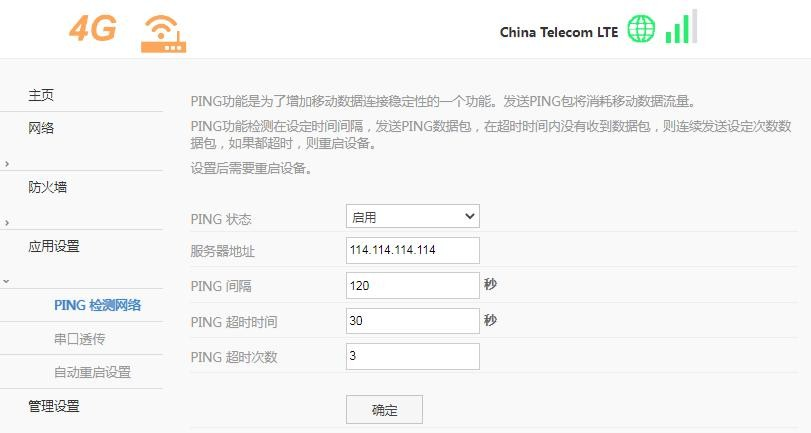 4G
China Telecom LTE
主页
网络
防火墙
应用设置
PING 检测网络
串口透传
自动重启设置
管理设置
PING功能是为了增加移动数据连接稳定性的一个功能。发送PING包将消耗移动数据流量。
PING功能检测在设定时间间隔，发送PING数据包，在超时时间内没有收到数据包，则连续发送设定次数数
据包，如果都超时，则重启设备。
设置后需要重启设备。
PING 状态 启用
服务器地址 114.114.114.114
PING 间隔 120 秒
PING 超时时间 30 秒
PING 超时次数 3
确定